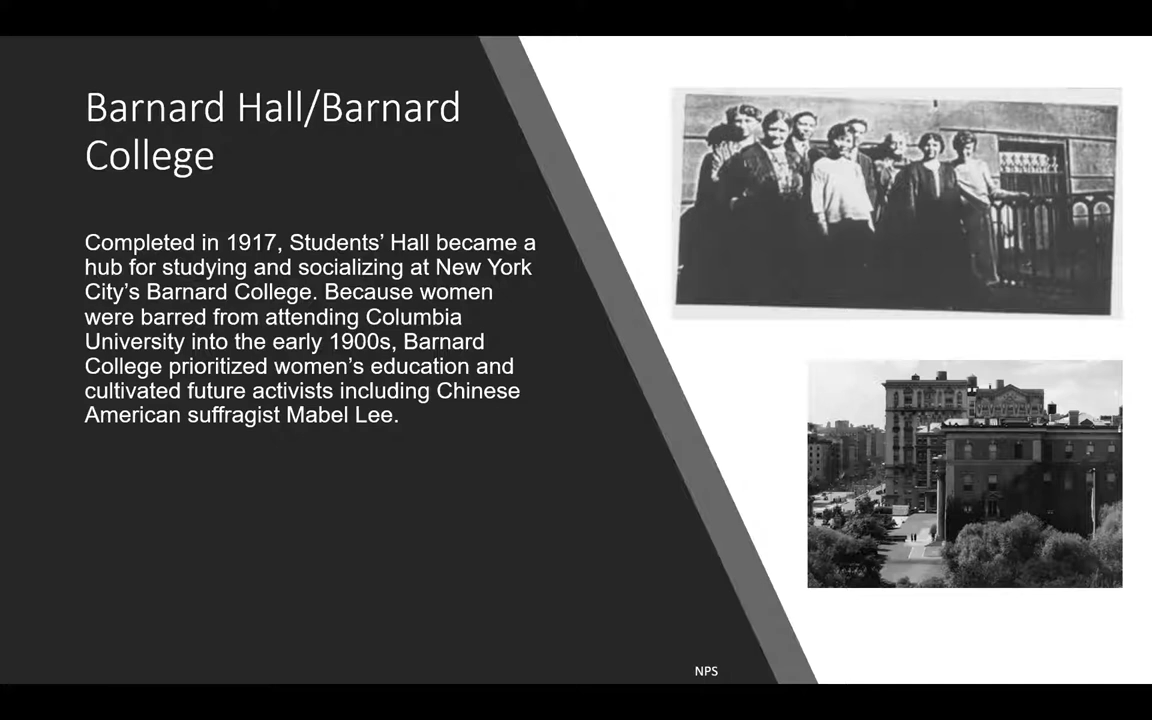 Barnard Hall/Barnard
College
Completed in 1917, Students’ Hall became a
hub for studying and socializing at New York
City’s Barnard College. Because women
were barred from attending Columbia
University into the early 1900s, Barnard
College prioritized women’s education and
cultivated future activists including Chinese
American suffragist Mabel Lee.
NPS